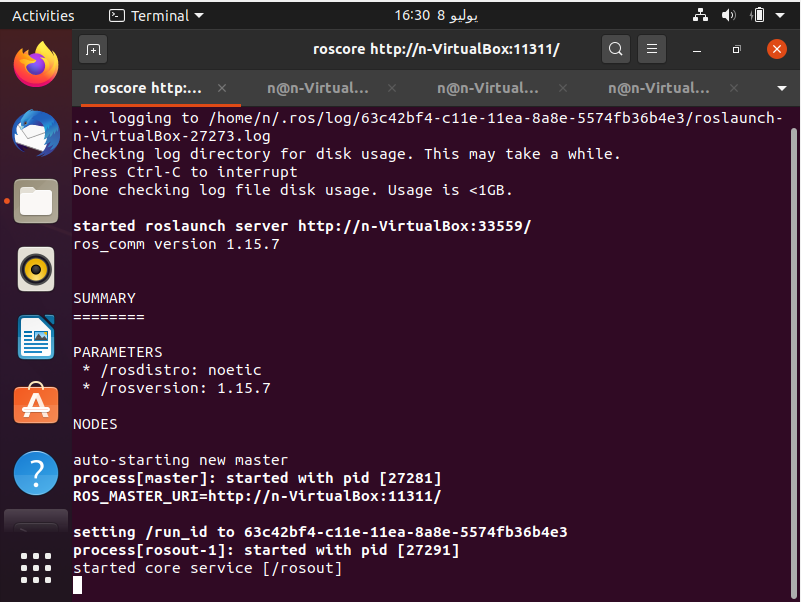 Activities Terminal 16:30 8 يوليو
roscore http://n-VirtualBox:11311/
roscore http:... n@n-Virtual... n@n-Virtual... n@n-Virtual...
... logging to /home/n/.ros/log/63c42bf4-c11e-11ea-8a8e-5574fb36b4e3/roslaunch-
n-VirtualBox-27273.log
Checking log directory for disk usage. This may take a while.
Press Ctrl-C to interrupt
Done checking log file disk usage. Usage is <1GB.
started roslaunch server http://n-VirtualBox:33559/
ros_comm version 1.15.7
SUMMARY
========
PARAMETERS
* /rosdistro: noetic
* /rosversion: 1.15.7
NODES
auto-starting new master
process[master]: started with pid [27281]
ROS_MASTER_URI=http://n-VirtualBox:11311/
setting /run_id to 63c42bf4-c11e-11ea-8a8e-5574fb36b4e3
process[rosout-1]: started with pid [27291]
started core service [/rosout]